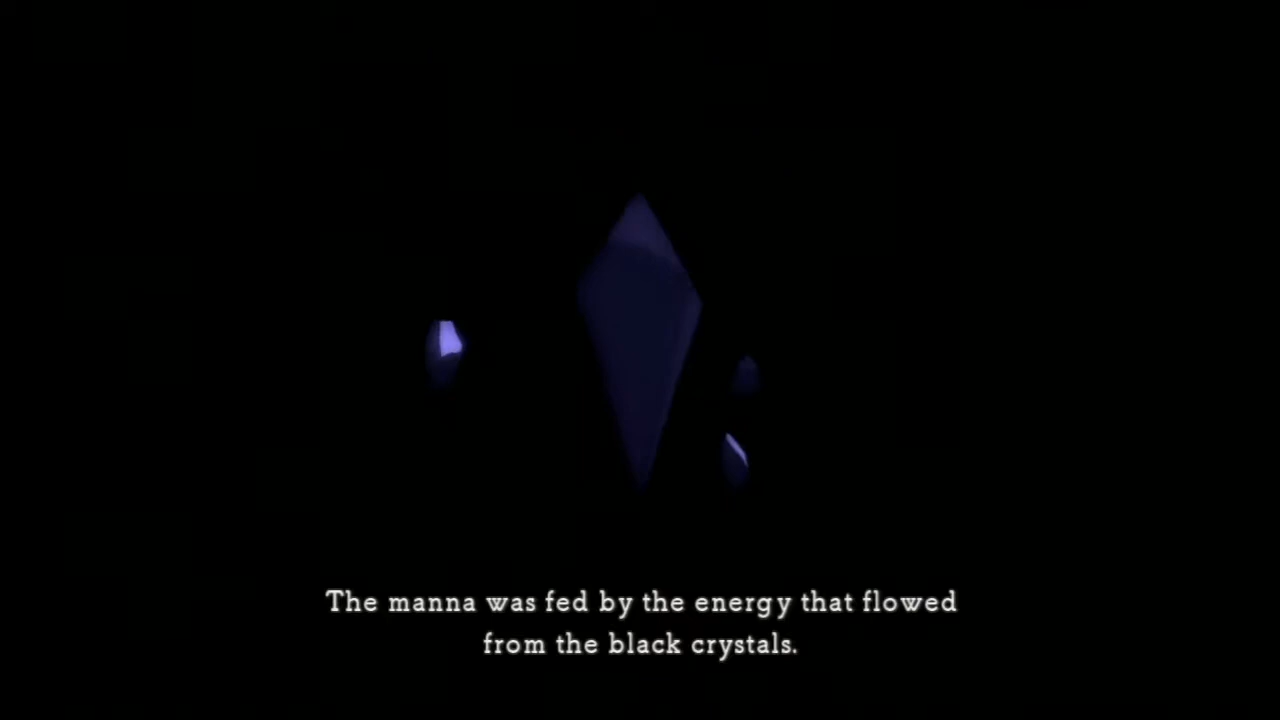 The manna was fed by the energy that flowed
from the black crystals.